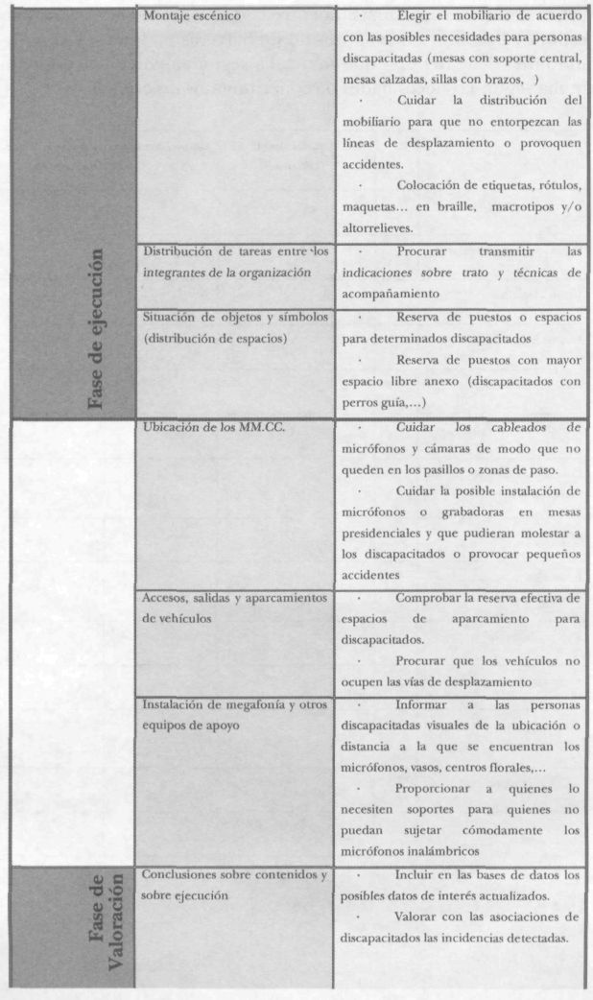 Fase de ejecución
Montaje escénico
· Elegir el mobiliario de acuerdo
con las posibles necesidades para personas
discapacitadas (mesas con soporte central,
mesas calzadas, sillas con brazos, )
· Cuidar la distribución del
mobiliario para que no entorpezcan las
líneas de desplazamiento o provoquen
accidentes.
· Colocación de etiquetas, rótulos,
maquetas... en braille, macrotipos y/o
altorrelieves.
Distribución de tareas entre los
integrantes de la organización
· Procurar transmitir las
indicaciones sobre trato y técnicas de
acompañamiento
Situación de objetos y símbolos
(distribución de espacios)
· Reserva de puestos o espacios
para determinados discapacitados
· Reserva de puestos con mayor
espacio libre anexo (discapacitados con
perros guía,...)
Ubicación de los MM.CC.
· Cuidar los cableados de
micrófonos y cámaras de modo que no
queden en los pasillos o zonas de paso.
· Cuidar la posible instalación de
micrófonos o grabadoras en mesas
presidenciales y que pudieran molestar a
los discapacitados o provocar pequeños
accidentes
Accesos, salidas y aparcamientos
de vehículos
· Comprobar la reserva efectiva de
espacios de aparcamiento para
discapacitados.
· Procurar que los vehículos no
ocupen las vías de desplazamiento
Instalación de megafonía y otros
equipos de apoyo
· Informar a las personas
discapacitadas visuales de la ubicación o
distancia a la que se encuentran los
micrófonos, vasos, centros florales,...
· Proporcionar a quienes lo
necesiten soportes para quienes no
puedan sujetar cómodamente los
micrófonos inalámbricos
Fase de
Valoración
Conclusiones sobre contenidos y
sobre ejecución
· Incluir en las bases de datos los
posibles datos de interés actualizados.
· Valorar con las asociaciones de
discapacitados las incidencias detectadas.